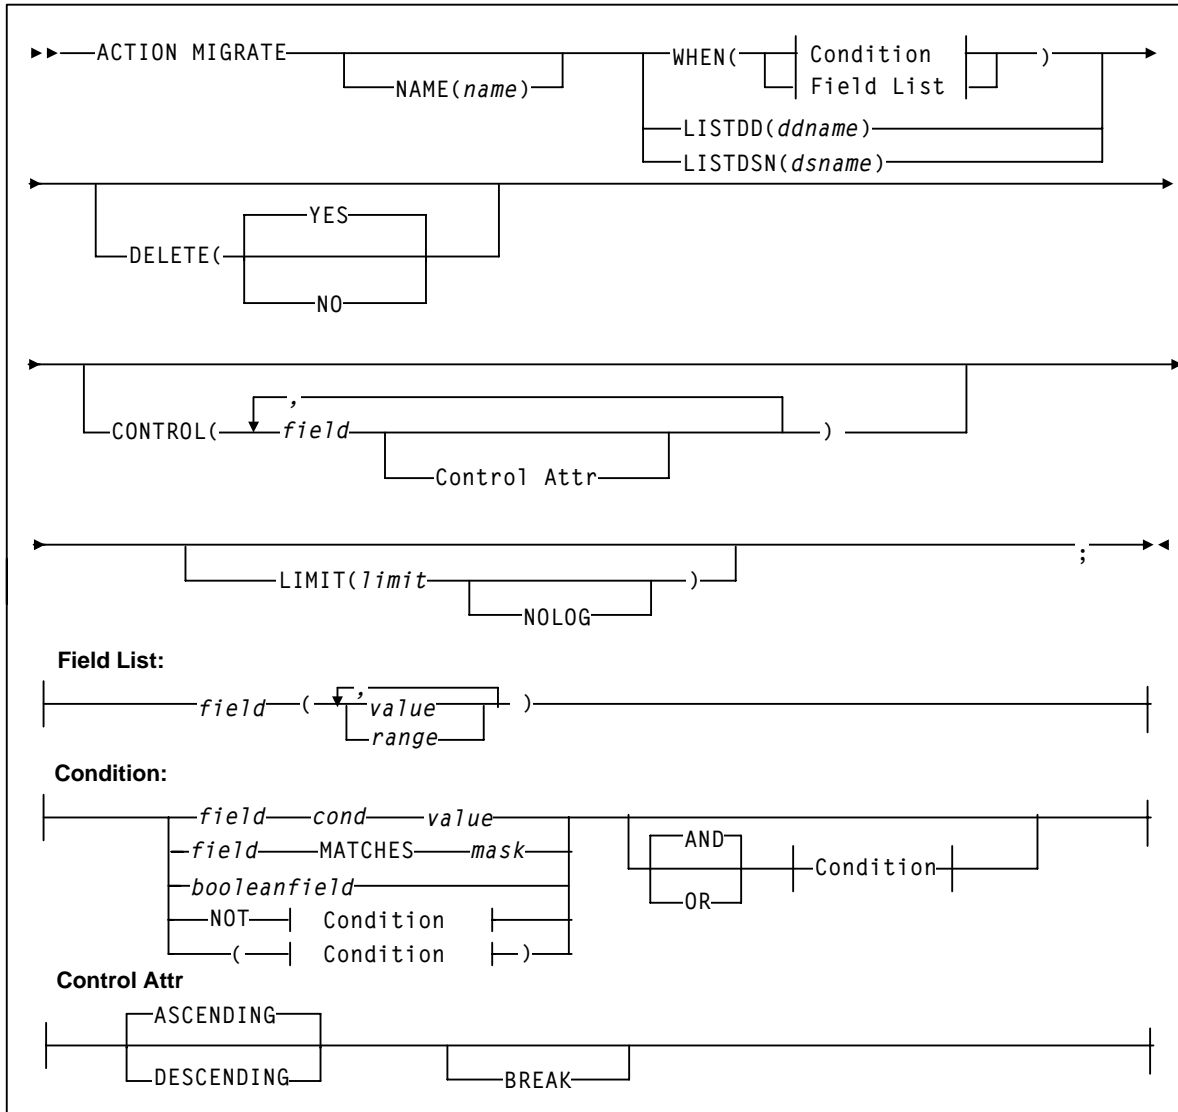 ACTION MIGRATE WHEN( Condition )
NAME(name) Field List
LISTDD(ddname)
LISTDSN(dsname)
YES
DELETE(
NO
,
CONTROL( field )
Control Attr
;
LIMIT(limit )
NOLOG
Field List:
,
field ( value )
range
Condition:
field cond value AND
field MATCHES mask Condition
booleanfield OR
NOT Condition
( Condition )
Control Attr
ASCENDING
DESCENDING BREAK